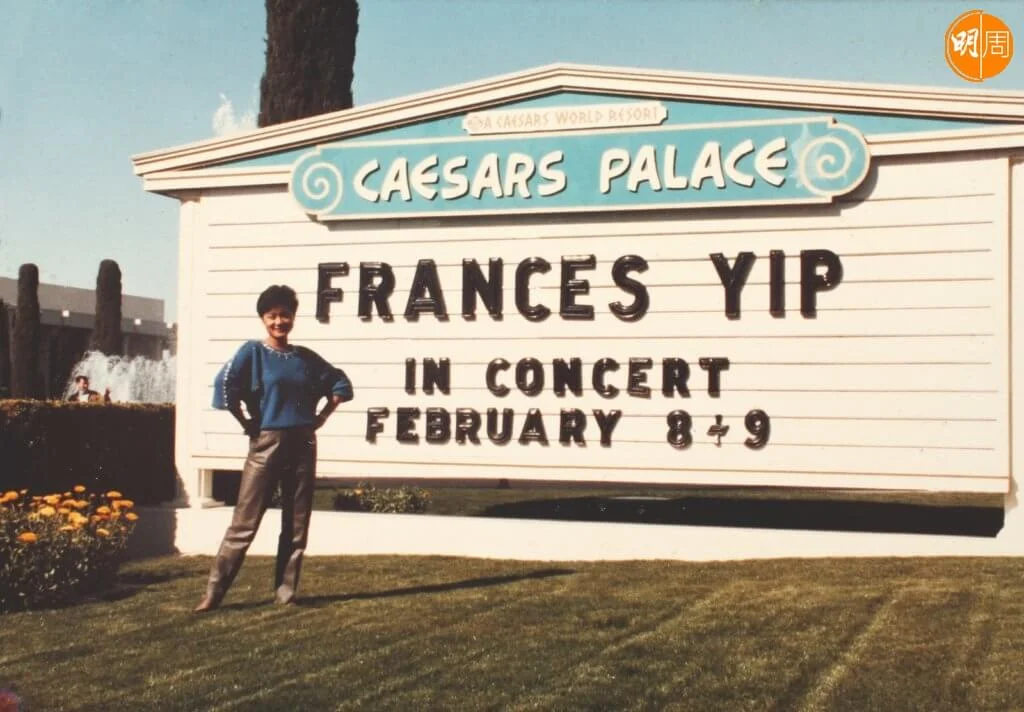 明周
A CAESARS WORLD RESORT
CAESARS PALACE
FRANCES YIP
IN CONCERT
FEBRUARY 8+9